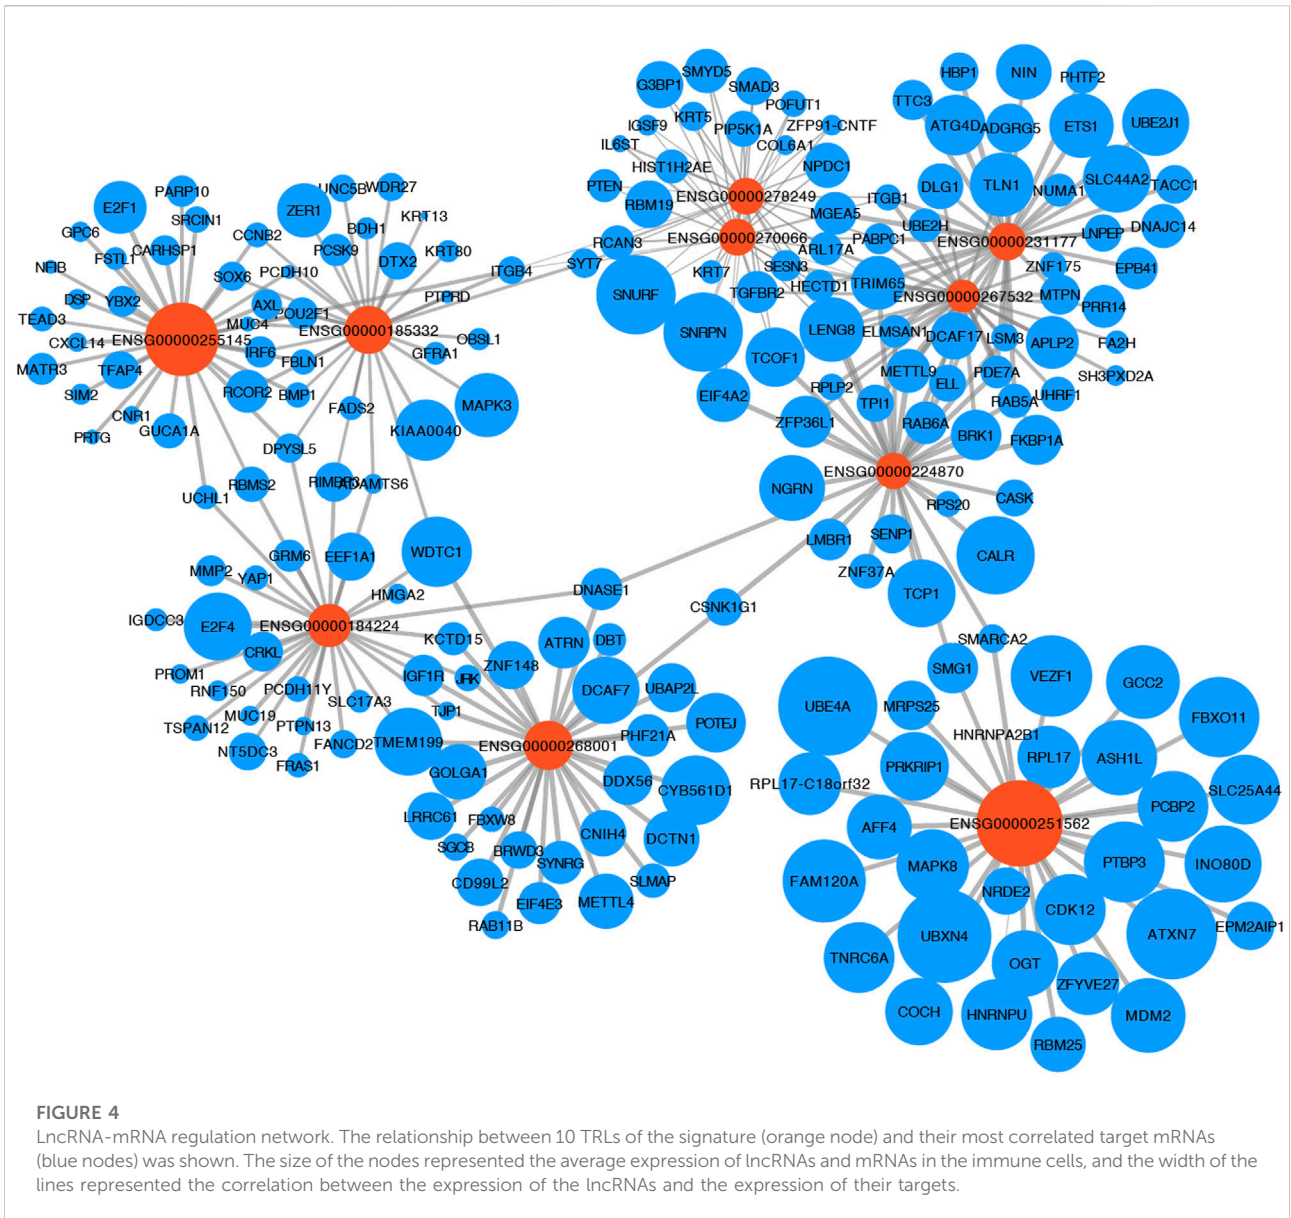 SMYD5
G3BP1
SMAD3
POFUT1
KRT5
IGSF9
PIP5K1A
ZFP91-CNTF
IL6ST
COL6A1
HIST1H2AE
NPDC1
PTEN
RBM19
ENSG00000278249
MGEA5
ITGB1
HBP1
NIN
PHTF2
TTC3
ATG4D
ADGRG5
ETS1
UBE2J1
DLG1
TLN1
NUMA1
SLC44A2
TACC1
UBE2H
ENSG00000231177
LNPEP
DNAJC14
RCAN3
ENSG00000270066
ARL17A
PABPC1
SYT7
SESN3
KRT7
TGFBR2
HECTD1
TRIM65
ENSG00000267532
ZNF175
EPB41
MTPN
PRR14
SNURF
SNRPN
LENG8
ELMSAN1
DCAF17
LSM3
APLP2
FA2H
TCOF1
METTL9
PDE7A
SH3PXD2A
EIF4A2
RPLP2
ELL
TPI1
RAB5A
UHRF1
ZFP36L1
RAB6A
BRK1
FKBP1A
ENSG00000224870
NGRN
RPS20
CASK
LMBR1
SENP1
CALR
ZNF37A
TCP1
PARP10
E2F1
SRCIN1
GPC6
CARHSP1
FSTL1
NFIB
DSP
YBX2
TEAD3
CXCL14
ENSG00000255145
MATR3
TFAP4
SIM2
CNR1
PRTG
GUCA1A
UNC5B
WDR27
ZER1
KRT13
CCNB2
BDH1
PCSK9
KRT80
DTX2
SOX6
PCDH10
ITGB4
PTPRD
AXL
POU2F1
MUC4
ENSG00000185332
OBSL1
GFRA1
IRF6
FBLN1
RCOR2
BMP1
FADS2
MAPK3
KIAA0040
DPYSL5
RBMS2
ADAMTS6
UCHL1
GRM6
EEF1A1
WDTC1
MMP2
YAP1
HMGA2
DNASE1
CSNK1G1
IGDCC3
E2F4
ENSG00000184224
CRKL
KCTD15
ATRN
DBT
PROM1
RNF150
PCDH11Y
IGF1R
JRK
ZNF148
DCAF7
UBAP2L
SLC17A3
TJP1
TSPAN12
MUC19
PTPN13
NT5DC3
FANCD2
TMEM199
FRAS1
ENSG00000268001
PHF21A
POTEJ
GOLGA1
DDX56
CYB561D1
LRRC61
FBXW8
CNIH4
DCTN1
SGCB
BRWD3
SYNRG
CD99L2
SLMAP
EIF4E3
METTL4
RAB11B
SMARCA2
SMG1
VEZF1
GCC2
UBE4A
MRPS25
FBXO11
HNRNPA2B1
RPL17
ASH1L
PRKRIP1
RPL17-C18orf32
SLC25A44
PCBP2
ENSG00000251562
AFF4
MAPK8
PTBP3
INO80D
FAM120A
NRDE2
CDK12
UBXN4
ATXN7
EPM2AIP1
TNRC6A
OGT
ZFYVE27
COCH
HNRNPU
MDM2
RBM25
FIGURE 4
LncRNA-mRNA regulation network. The relationship between 10 TRLs of the signature (orange node) and their most correlated target mRNAs
(blue nodes) was shown. The size of the nodes represented the average expression of lncRNAs and mRNAs in the immune cells, and the width of the
lines represented the correlation between the expression of the lncRNAs and the expression of their targets.